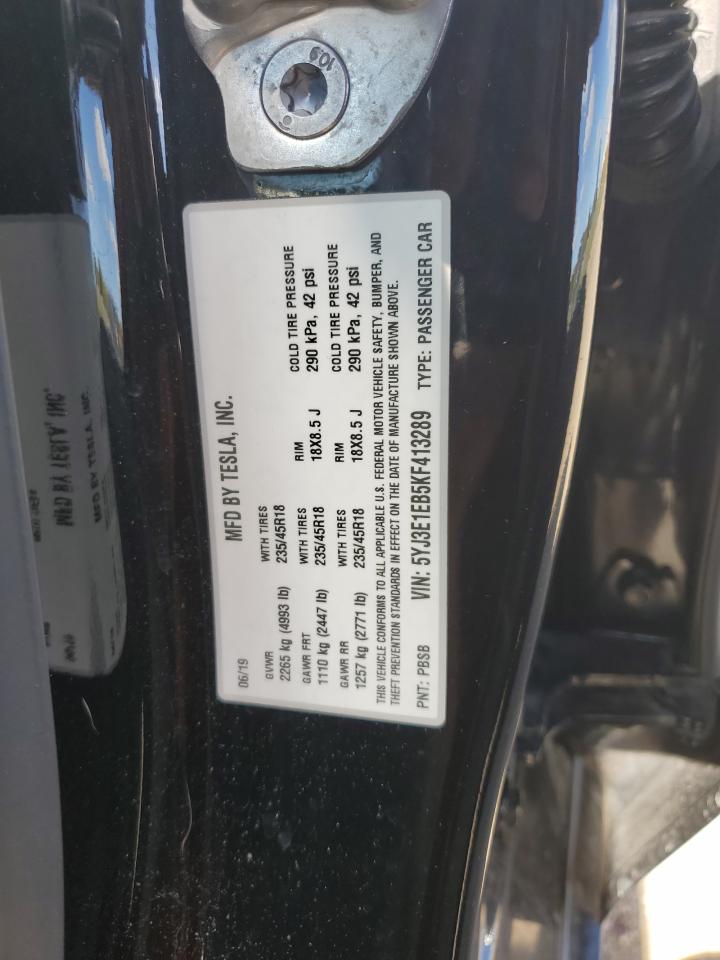 10.9
MFD BY TESLA, INC.
06/19
GVWR WITH TIRES
2265 kg (4993 lb) 235/45R18
GAWR FRT WITH TIRES RIM COLD TIRE PRESSURE
1110 kg (2447 lb) 235/45R18 18X8.5 J 290 kPa, 42 psi
GAWR RR WITH TIRES RIM COLD TIRE PRESSURE
1257 kg (2771 lb) 235/45R18 18X8.5 J 290 kPa, 42 psi
THIS VEHICLE CONFORMS TO ALL APPLICABLE U.S. FEDERAL MOTOR VEHICLE SAFETY, BUMPER, AND
THEFT PREVENTION STANDARDS IN EFFECT ON THE DATE OF MANUFACTURE SHOWN ABOVE.
PNT: PBSB VIN: 5YJ3E1EB5KF413289 TYPE: PASSENGER CAR
MFD BY TESLA, INC.